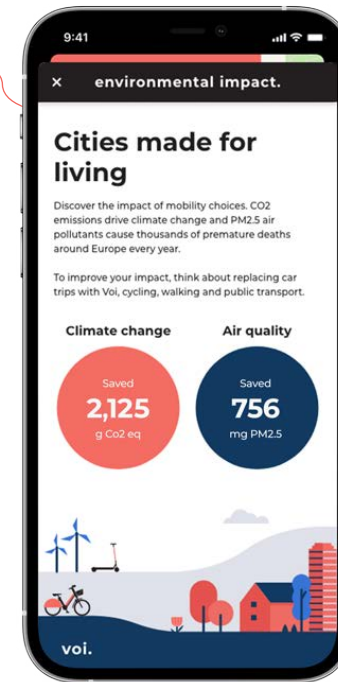 9:41
environmental impact.
Cities made for
living
Discover the impact of mobility choices. CO2
emissions drive climate change and PM2.5 air
pollutants cause thousands of premature deaths
around Europe every year.
To improve your impact, think about replacing car
trips with Voi, cycling, walking and public transport.
Climate change
Air quality
Saved
2,125
g Co2 eq
Saved
756
mg PM2.5
voi.